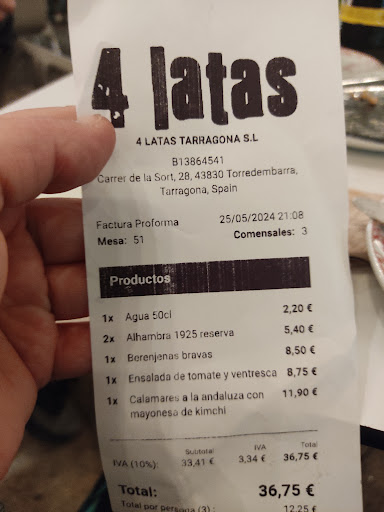 4 latas
4 LATAS TARRAGONA S.L
B13864541
Carrer de la Sort, 28, 43830 Torredembarra,
Tarragona, Spain
Factura Proforma 25/05/2024 21:08
Mesa: 51 Comensales: 3
Productos
1x Agua 50cl 2,20 €
2x Alhambra 1925 reserva 5,40 €
1x Berenjenas bravas 8,50 €
1x Ensalada de tomate y ventresca 8,75 €
1x Calamares a la andaluza con 11,90 €
mayonesa de kimchi
Subtotal IVA Total
IVA (10%): 33,41 € 3,34 € 36,75 €
Total: 36,75 €
Total por persona (3): 12,25 €